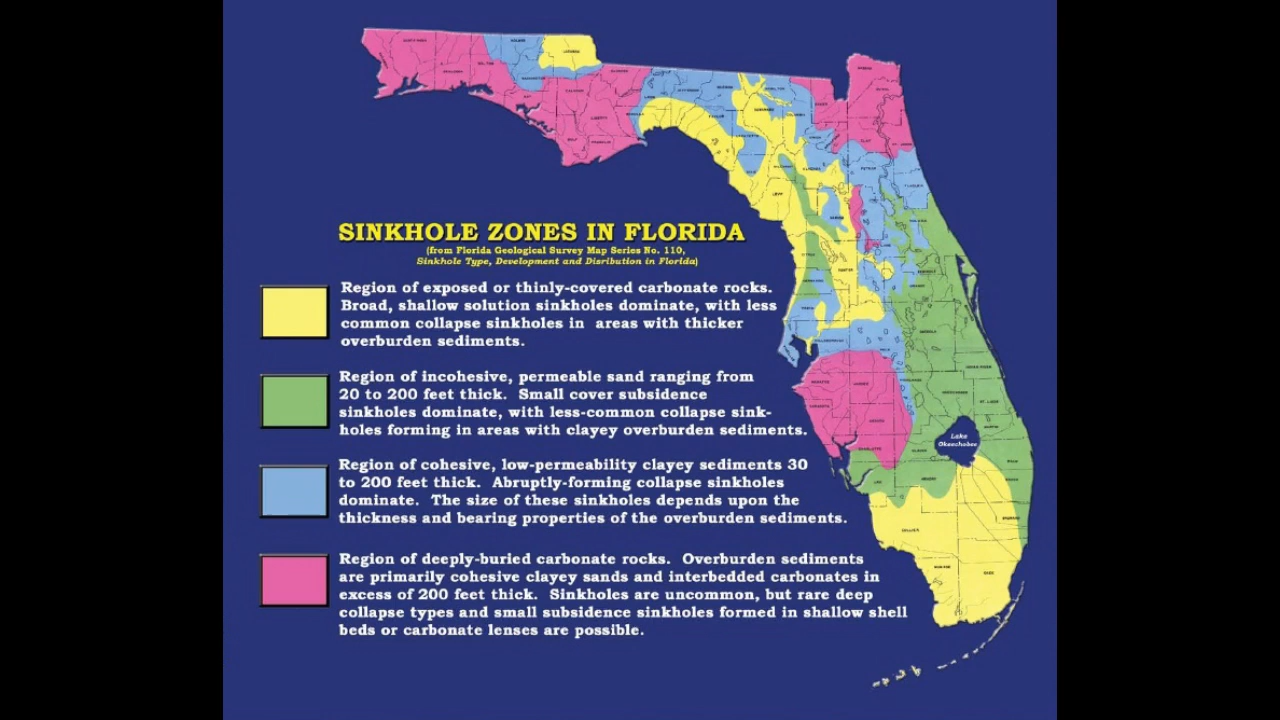 SINKHOLE ZONES IN FLORIDA
(from Florida Geological Survey Map Series No. 110,
Sinkhole Type, Development and Disribution in Florida)
Region of exposed or thinly-covered carbonate rocks.
Broad, shallow solution sinkholes dominate, with less
common collapse sinkholes in areas with thicker
overburden sediments.
Region of incohesive, permeable sand ranging from
20 to 200 feet thick. Small cover subsidence
sinkholes dominate, with less-common collapse sink-
holes forming in areas with clayey overburden sediments.
Region of cohesive, low-permeability clayey sediments 30
to 200 feet thick. Abruptly-forming collapse sinkholes
dominate. The size of these sinkholes depends upon the
thickness and bearing properties of the overburden sediments.
Region of deeply-buried carbonate rocks. Overburden sediments
are primarily cohesive clayey sands and interbedded carbonates in
excess of 200 feet thick. Sinkholes are uncommon, but rare deep
collapse types and small subsidence sinkholes formed in shallow shell
beds or carbonate lenses are possible.
Lake
Okeechobee